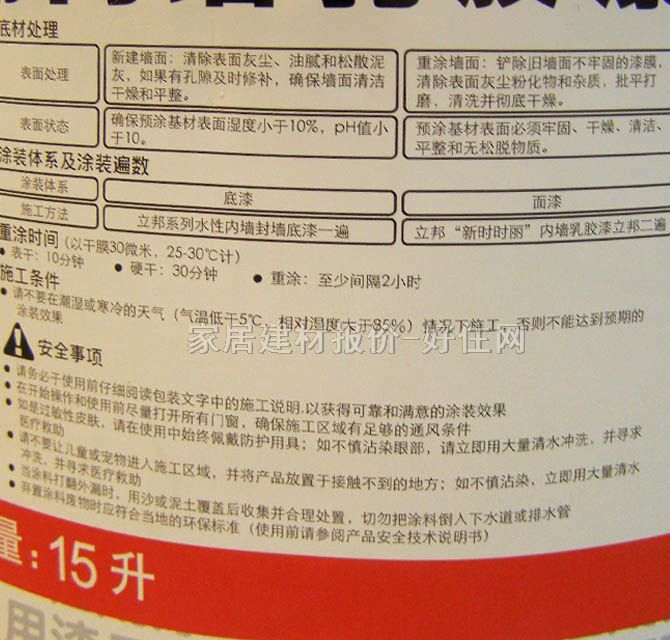 底材处理
表面处理
新建墙面：清除表面灰尘、油腻和松散泥
灰，如果有孔隙及时修补，确保墙面清洁
干燥和平整。
重涂墙面：铲除旧墙面不牢固的漆膜，
清除表面灰尘粉化物和杂质，批平打
磨，清洗并彻底干燥。
表面状态
确保预涂基材表面湿度小于10%，pH值小
于10。
预涂基材表面必须牢固、干燥、清洁、
平整和无松脱物质。
涂装体系及涂装遍数
涂装体系
底漆
面漆
施工方法
立邦系列水性内墙封墙底漆一遍
立邦“新时时丽”内墙乳胶漆立邦二遍
重涂时间（以干膜30微米，25-30℃计）
• 表干：10分钟 • 硬干：30分钟 • 重涂：至少间隔2小时
施工条件
• 请不要在潮湿或寒冷的天气（气温低于5℃，相对湿度大于85%）情况下施工，否则不能达到预期的
涂装效果
家居建材报价-好住网
安全事项
• 请务必于使用前仔细阅读包装文字中的施工说明，以获得可靠和满意的涂装效果
• 在开始操作和使用前尽量打开所有门窗，确保施工区域有足够的通风条件
• 如是过敏性皮肤，请在使用中始终佩戴防护用具；如不慎沾染眼部，请立即用大量清水冲洗，并寻求
医疗救助
• 请不要让儿童或宠物进入施工区域，并将产品放置于接触不到的地方；如不慎沾染，立即用大量清水
冲洗，并寻求医疗救助
• 当涂料打翻外漏时，用沙或泥土覆盖后收集并合理处置，切勿把涂料倒入下水道或排水管
• 弃置涂料废物时应符合当地的环保标准（使用前请参阅产品安全技术说明书）
量：15升